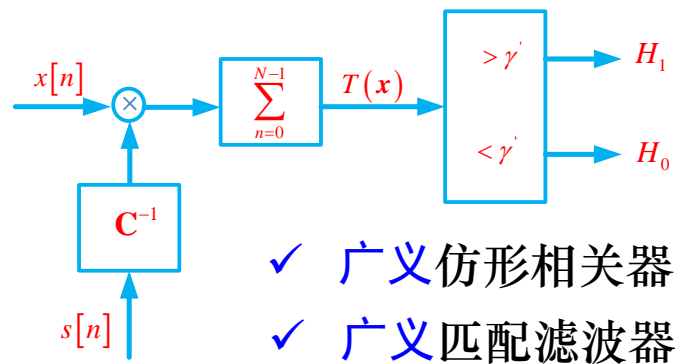 x[n]
×
N−1
∑
n=0
T(x)
> γ'
< γ'
H₁
H₀
C⁻¹
s[n]
✓ 广义仿形相关器
✓ 广义匹配滤波器